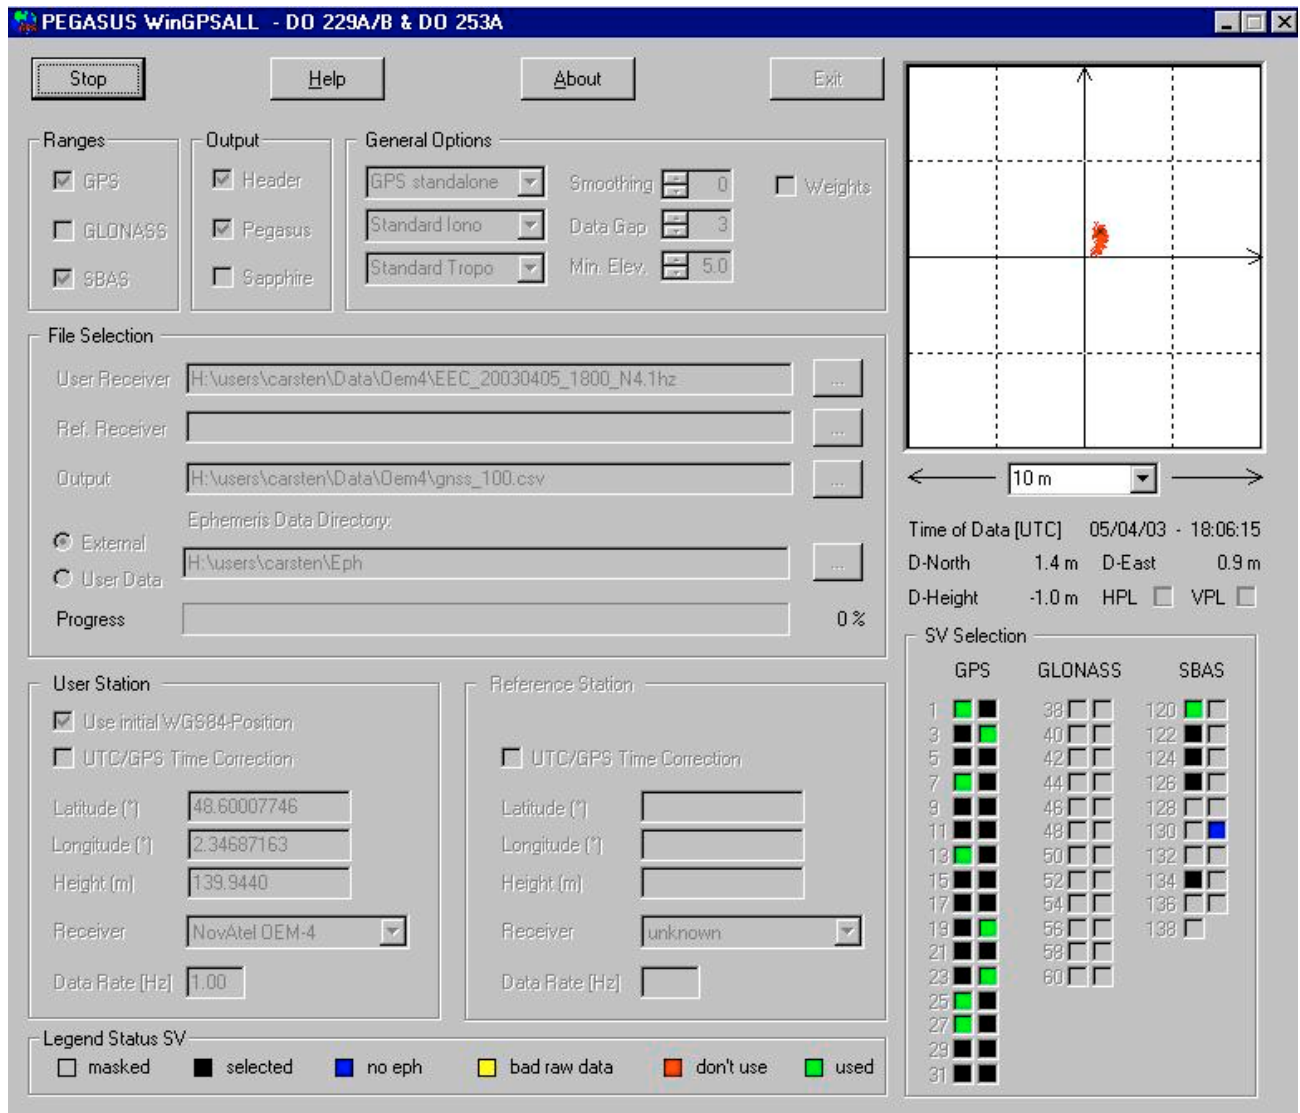 PEGASUS WinGPSALL - DO 229A/B & DO 253A
Stop Help About Exit
Ranges
GPS
GLONASS
SBAS
Output
Header
Pegasus
Sapphire
General Options
GPS standalone Smoothing 0 Weights
Standard Iono Data Gap 3
Standard Tropo Min. Elev. 5.0
File Selection
User Receiver H:\users\carsten\Data\Oem4\EEC_20030405_1800_N4.1hz ...
Ref. Receiver ...
Output H:\users\carsten\Data\Oem4\gnss_100.csv ...
Ephemeris Data Directory:
External
User Data
H:\users\carsten\Eph ...
Progress 0 %
10 m
Time of Data [UTC] 05/04/03 - 18:06:15
D-North 1.4 m D-East 0.9 m
D-Height -1.0 m HPL VPL
User Station
Use initial WGS84-Position
UTC/GPS Time Correction
Latitude (°) 48.60007746
Longitude (°) 2.34687163
Height (m) 139.9440
Receiver NovAtel OEM-4
Data Rate [Hz] 1.00
Reference Station
UTC/GPS Time Correction
Latitude (°)
Longitude (°)
Height (m)
Receiver unknown
Data Rate [Hz]
SV Selection
GPS GLONASS SBAS
1 38 120
3 40 122
5 42 124
7 44 126
9 46 128
11 48 130
13 50 132
15 52 134
17 54 136
19 56 138
21 58
23 60
25
27
29
31
Legend Status SV
masked selected no eph bad raw data don't use used